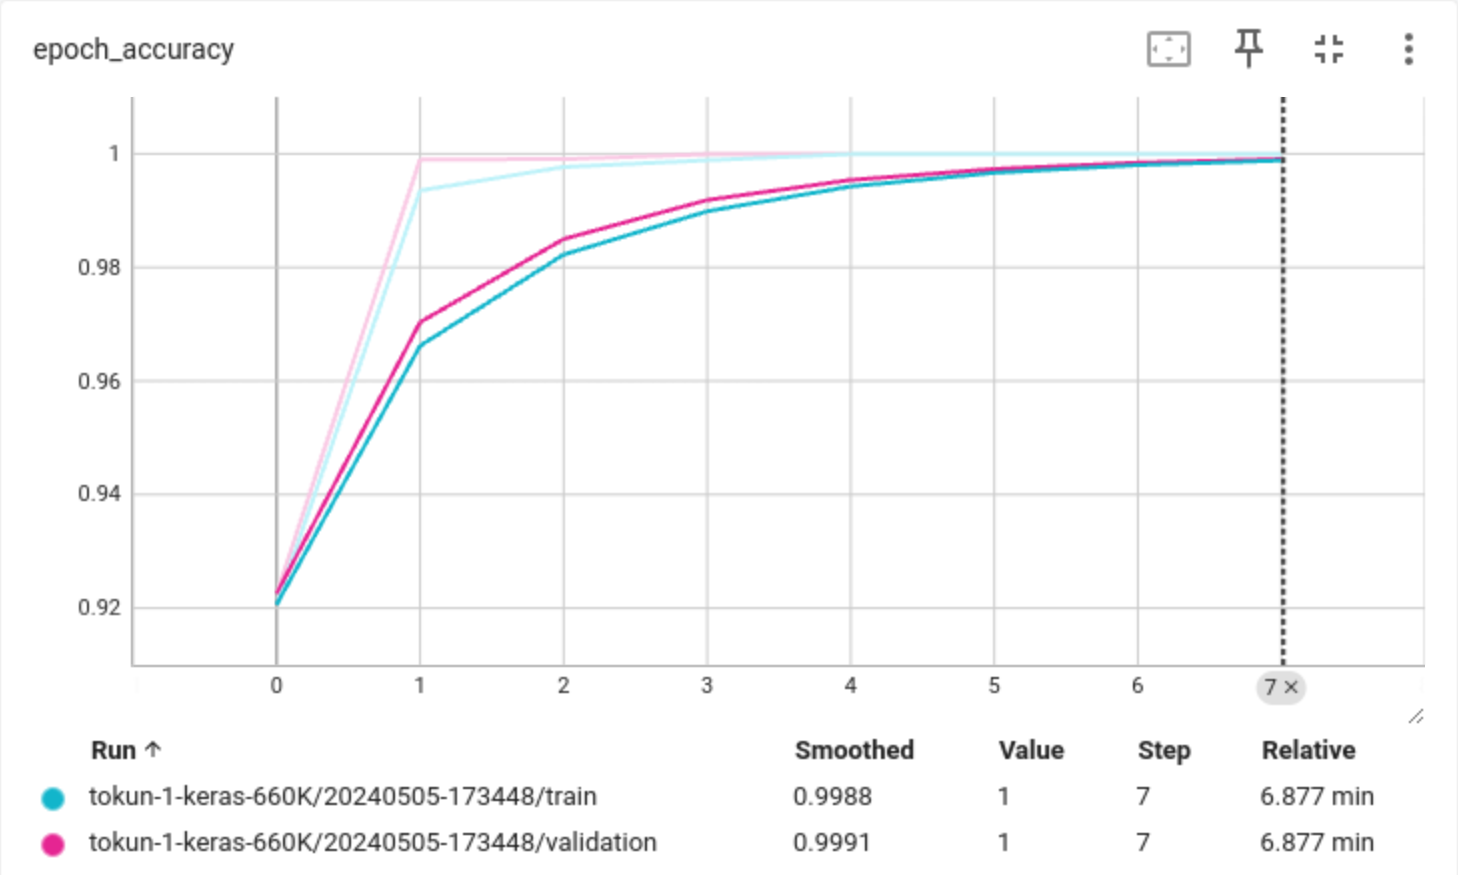 epoch_accuracy
1
0.98
0.96
0.94
0.92
0 1 2 3 4 5 6 7 ×
Run ↑ Smoothed Value Step Relative
tokun-1-keras-660K/20240505-173448/train 0.9988 1 7 6.877 min
tokun-1-keras-660K/20240505-173448/validation 0.9991 1 7 6.877 min